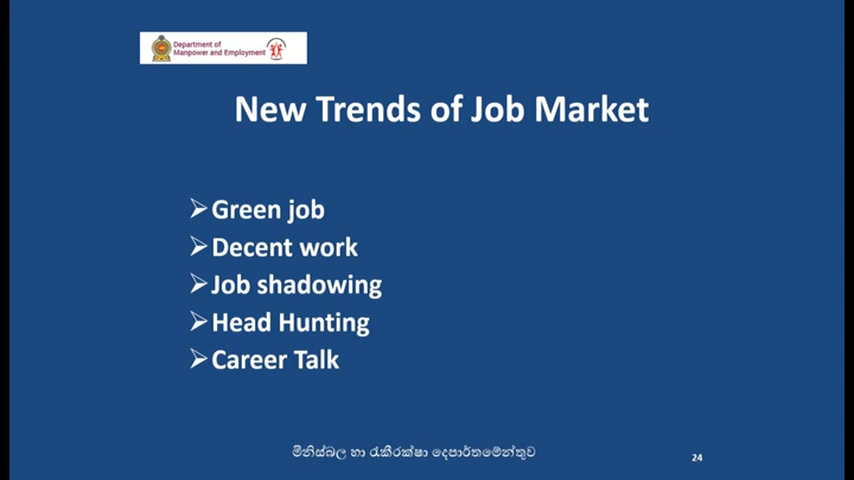 Department of
Manpower and Employment
New Trends of Job Market
Green job
Decent work
Job shadowing
Head Hunting
Career Talk
මිනිස්බල හා රැකීරක්ෂා දෙපාර්තමේන්තුව
24